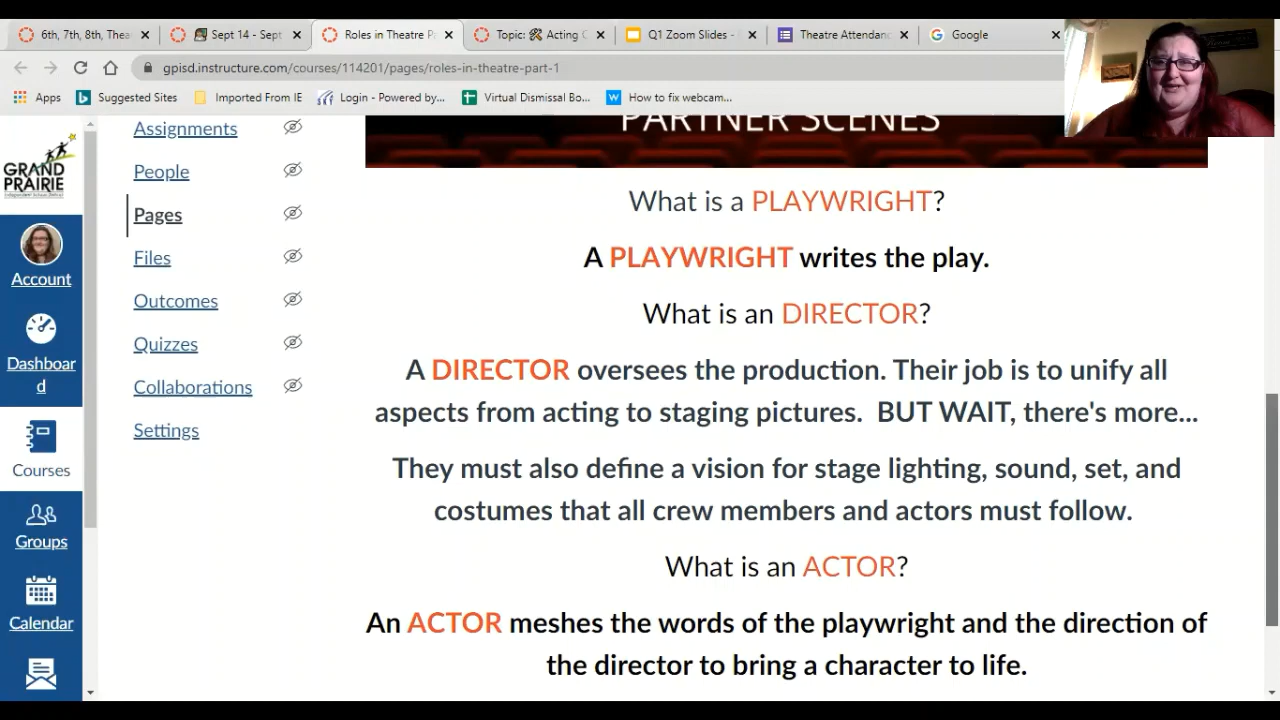 6th, 7th, 8th, Thea
Sept 14 - Sept
Roles in Theatre Pa
Topic: Acting C
Q1 Zoom Slides -
Theatre Attendanc
Google
gpisd.instructure.com/courses/114201/pages/roles-in-theatre-part-1
Apps
Suggested Sites
Imported From IE
Login - Powered by...
Virtual Dismissal Bo...
How to fix webcam...
GRAND
PRAIRIE
Account
Dashboar
d
Courses
Groups
Calendar
Assignments
People
Pages
Files
Outcomes
Quizzes
Collaborations
Settings
PARTNER SCENES
What is a PLAYWRIGHT?
A PLAYWRIGHT writes the play.
What is an DIRECTOR?
A DIRECTOR oversees the production. Their job is to unify all
aspects from acting to staging pictures. BUT WAIT, there's more...
They must also define a vision for stage lighting, sound, set, and
costumes that all crew members and actors must follow.
What is an ACTOR?
An ACTOR meshes the words of the playwright and the direction of
the director to bring a character to life.